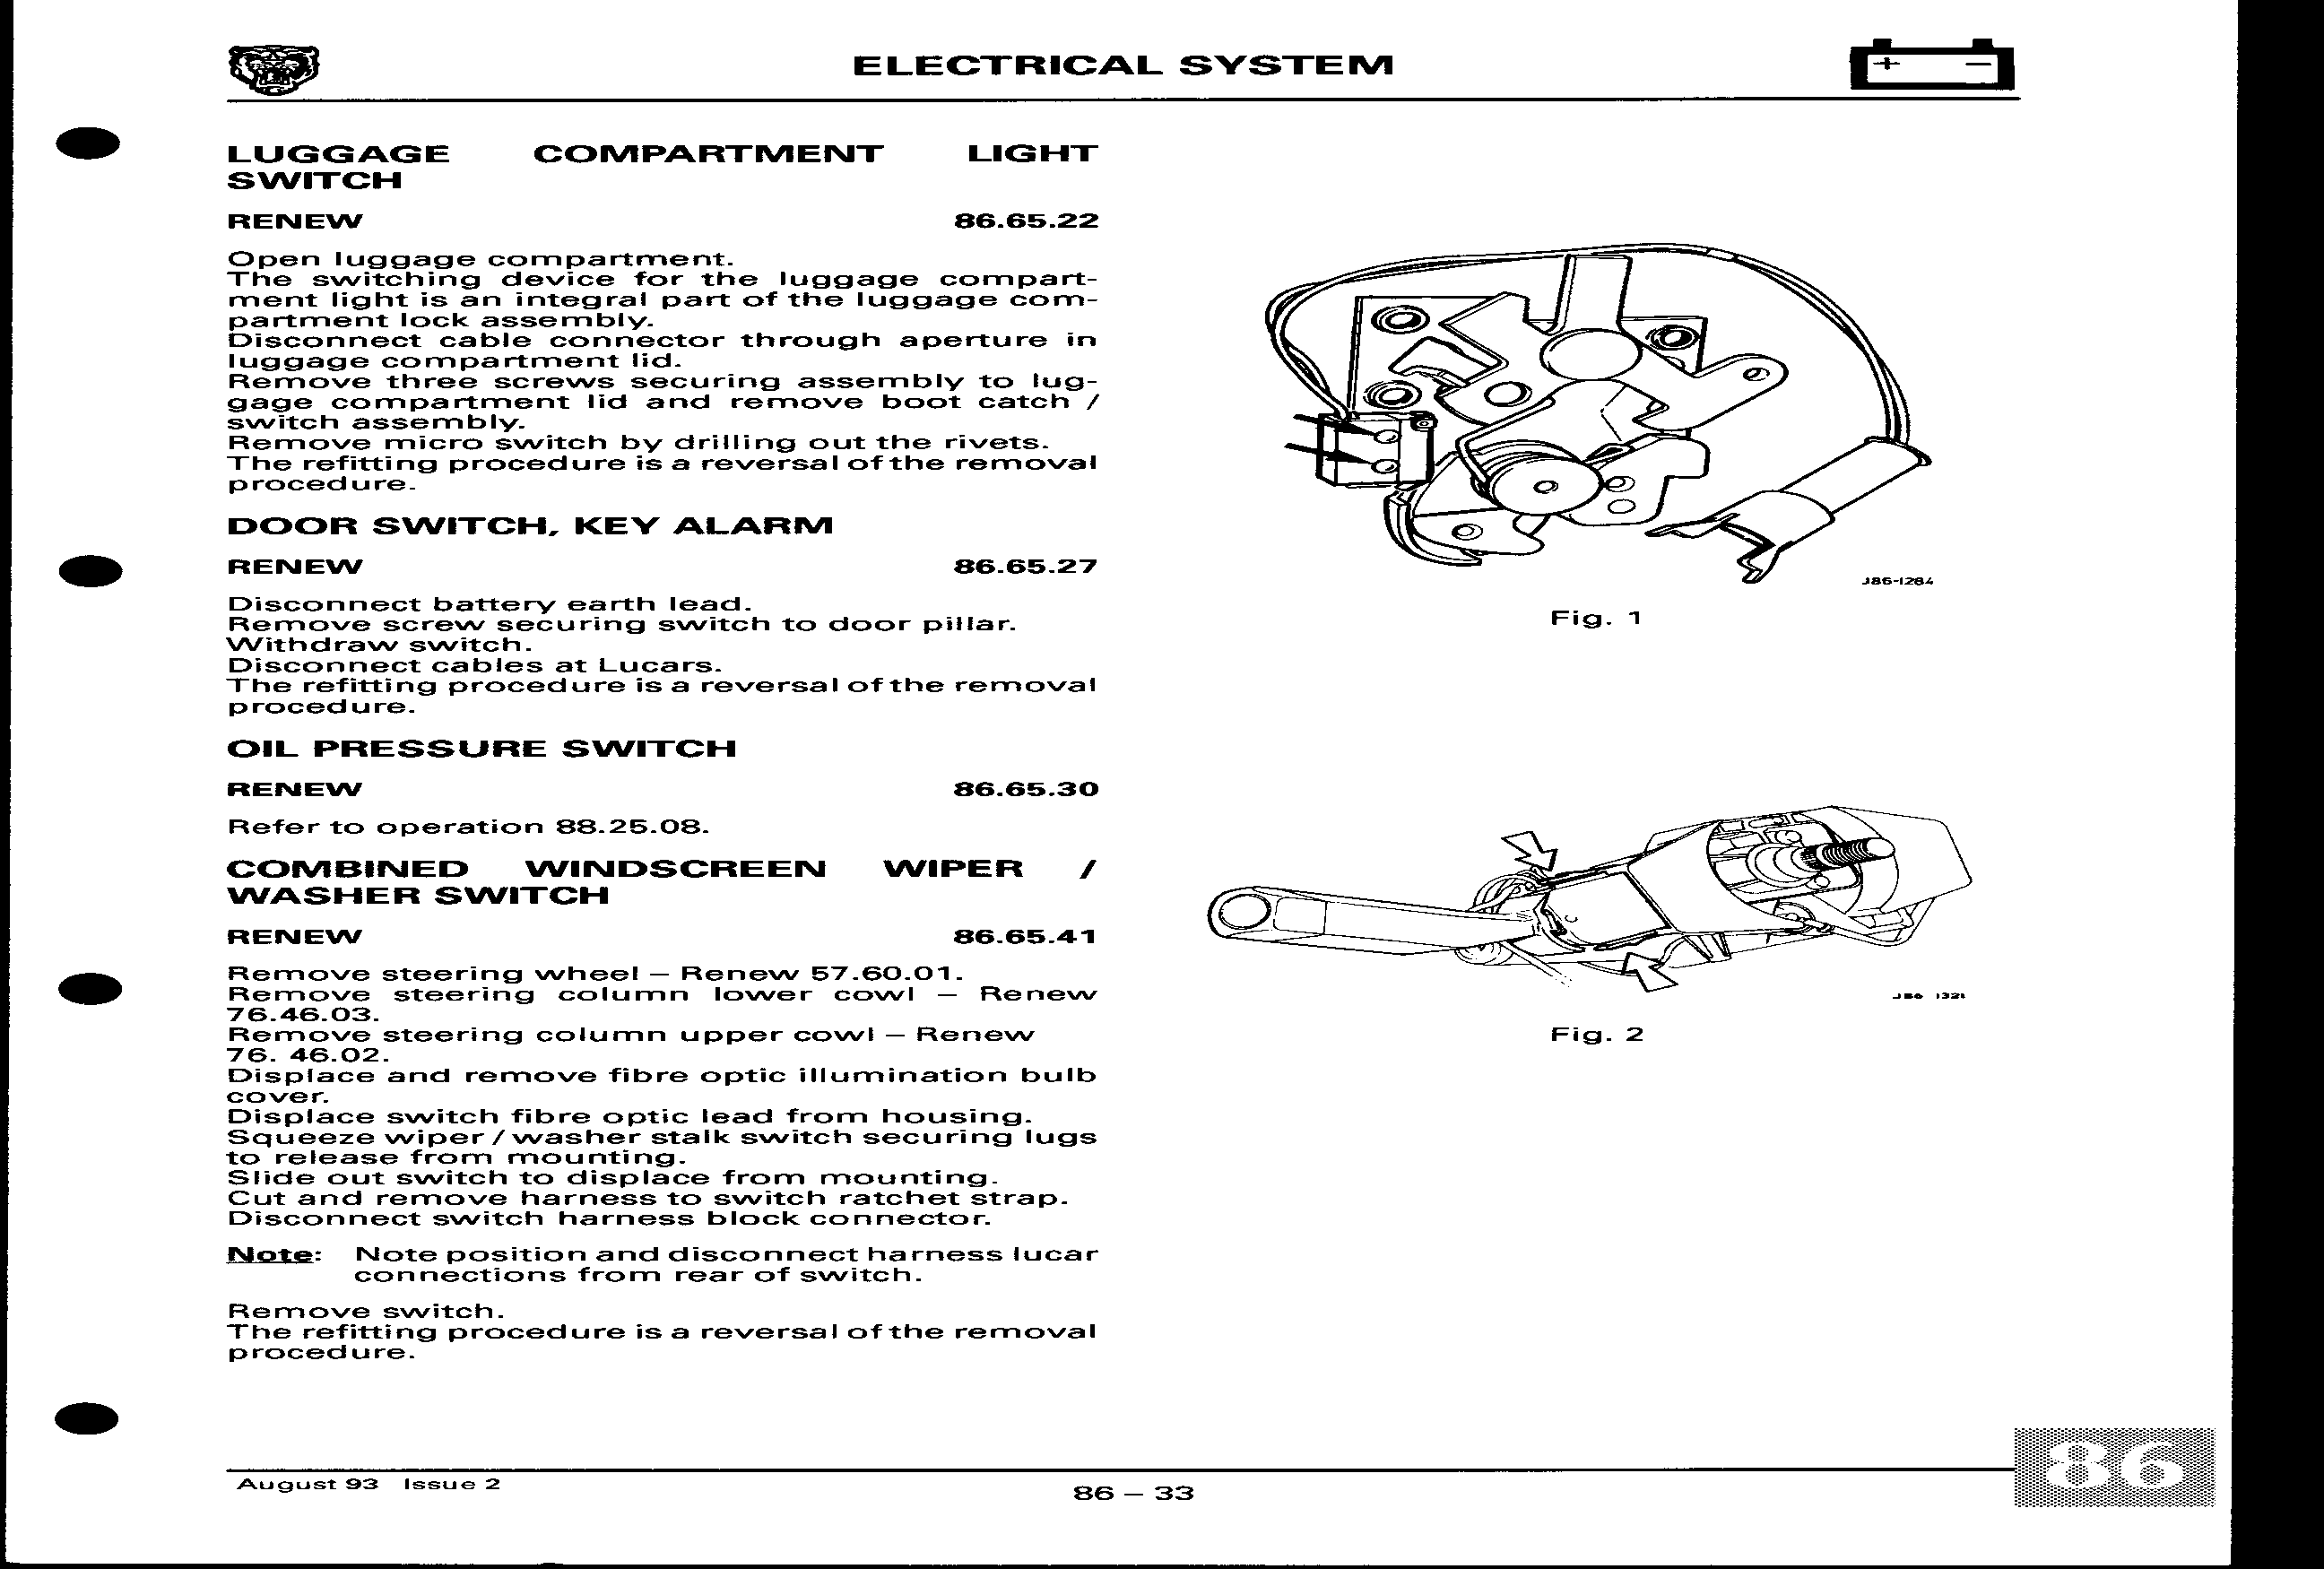 ELECTRICAL SYSTEM
+ −
LUGGAGE COMPARTMENT LIGHT
SWITCH
RENEW 86.65.22
Open luggage compartment.
The switching device for the luggage compart-
ment light is an integral part of the luggage com-
partment lock assembly.
Disconnect cable connector through aperture in
luggage compartment lid.
Remove three screws securing assembly to lug-
gage compartment lid and remove boot catch /
switch assembly.
Remove micro switch by drilling out the rivets.
The refitting procedure is a reversal of the removal
procedure.
DOOR SWITCH, KEY ALARM
RENEW 86.65.27
Disconnect battery earth lead.
Remove screw securing switch to door pillar.
Withdraw switch.
Disconnect cables at Lucars.
The refitting procedure is a reversal of the removal
procedure.
OIL PRESSURE SWITCH
RENEW 86.65.30
Refer to operation 88.25.08.
COMBINED WINDSCREEN WIPER /
WASHER SWITCH
RENEW 86.65.41
Remove steering wheel – Renew 57.60.01.
Remove steering column lower cowl – Renew
76.46.03.
Remove steering column upper cowl – Renew
76. 46.02.
Displace and remove fibre optic illumination bulb
cover.
Displace switch fibre optic lead from housing.
Squeeze wiper / washer stalk switch securing lugs
to release from mounting.
Slide out switch to displace from mounting.
Cut and remove harness to switch ratchet strap.
Disconnect switch harness block connector.
Note: Note position and disconnect harness lucar
connections from rear of switch.
Remove switch.
The refitting procedure is a reversal of the removal
procedure.
J86-1284
Fig. 1
J86 1321
Fig. 2
August 93 Issue 2
86 – 33
86